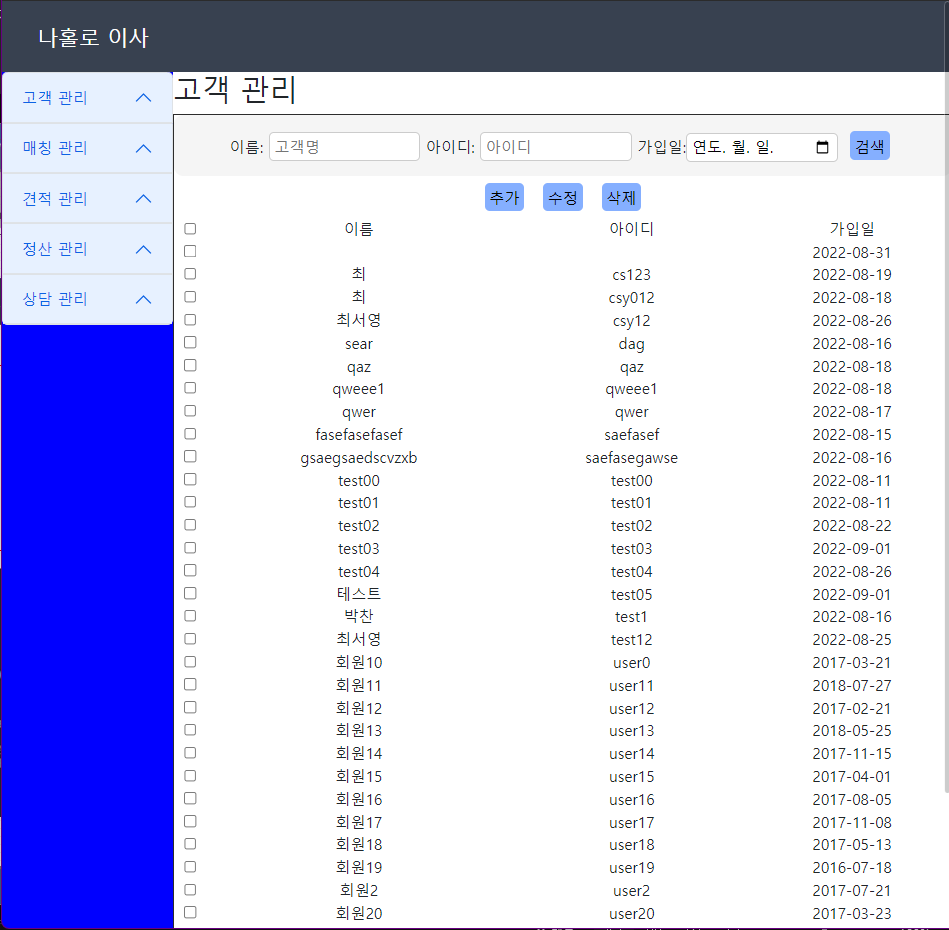 나홀로 이사
고객 관리
매칭 관리
견적 관리
정산 관리
상담 관리
고객 관리
이름: 고객명 아이디: 아이디 가입일: 연도. 월. 일. 검색
추가 수정 삭제
이름 아이디 가입일
2022-08-31
최 cs123 2022-08-19
최 csy012 2022-08-18
최서영 csy12 2022-08-26
sear dag 2022-08-16
qaz qaz 2022-08-18
qweee1 qweee1 2022-08-18
qwer qwer 2022-08-17
fasefasefasef saefasef 2022-08-15
gsaegsaedscvzxb saefasegawse 2022-08-16
test00 test00 2022-08-11
test01 test01 2022-08-11
test02 test02 2022-08-22
test03 test03 2022-09-01
test04 test04 2022-08-26
테스트 test05 2022-09-01
박찬 test1 2022-08-16
최서영 test12 2022-08-25
회원10 user0 2017-03-21
회원11 user11 2018-07-27
회원12 user12 2017-02-21
회원13 user13 2018-05-25
회원14 user14 2017-11-15
회원15 user15 2017-04-01
회원16 user16 2017-08-05
회원17 user17 2017-11-08
회원18 user18 2017-05-13
회원19 user19 2016-07-18
회원2 user2 2017-07-21
회원20 user20 2017-03-23